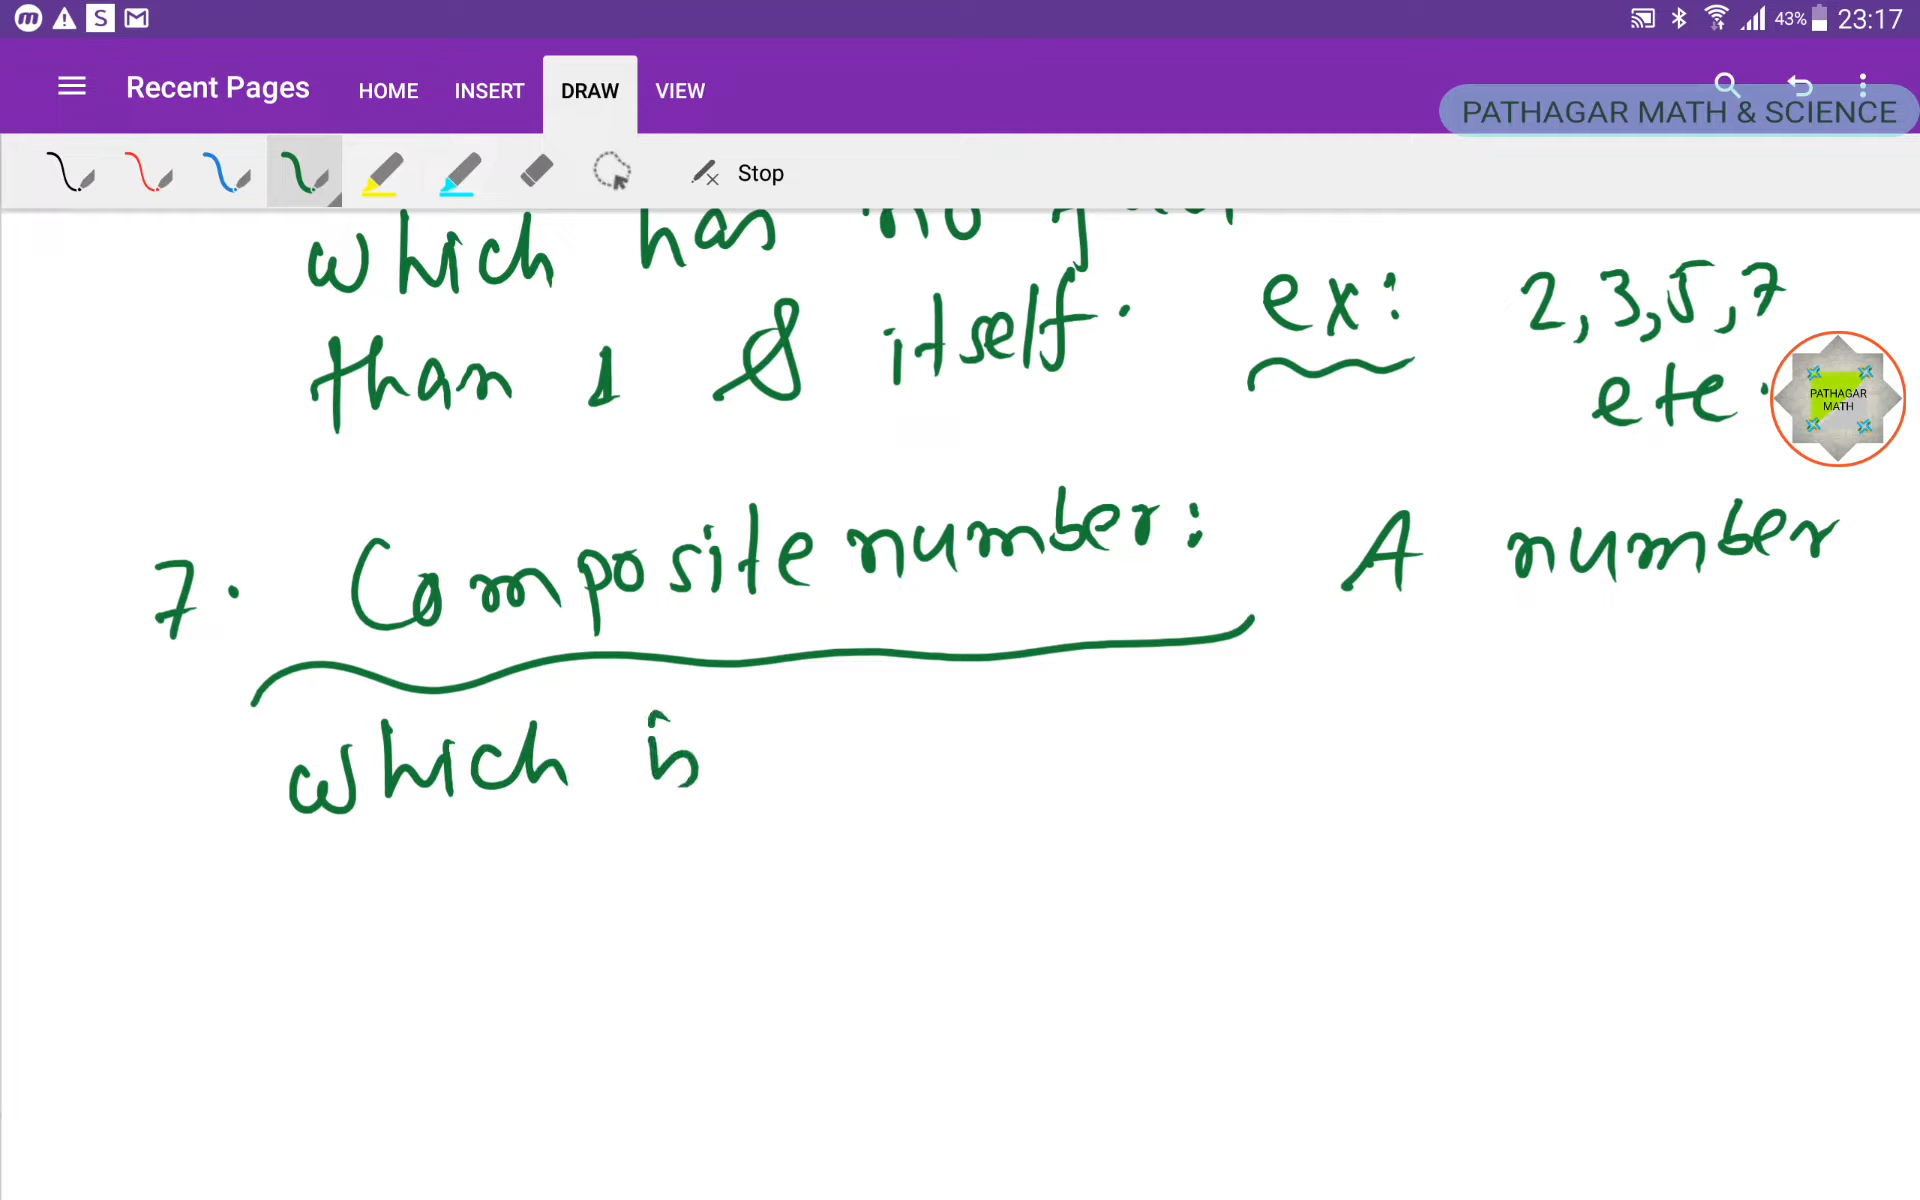 S 43% 23:17
Recent Pages HOME INSERT DRAW VIEW
PATHAGAR MATH & SCIENCE
Stop
which has no
than 1 & itself. ex: 2,3,5,7
etc.
PATHAGAR
MATH
7. Composite number: A number
which is